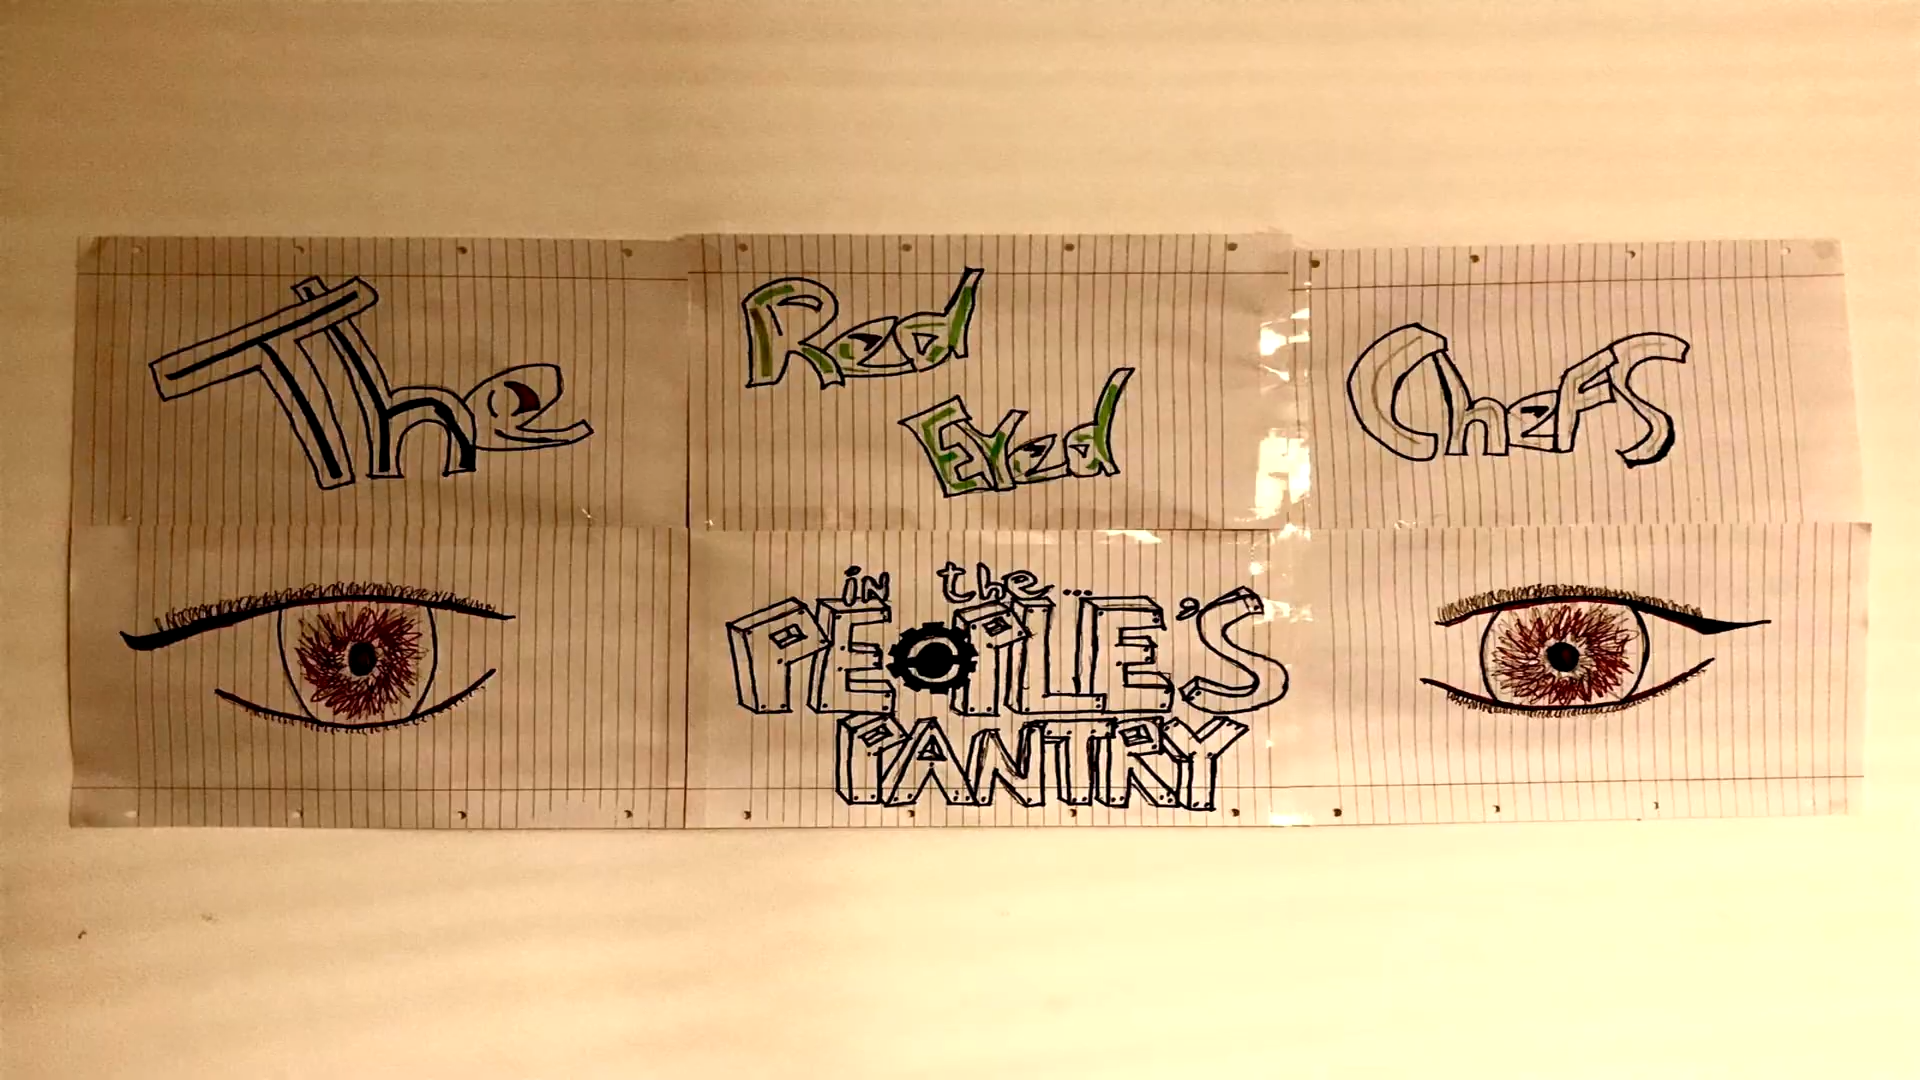 The
Red
Eyed
Chefs
in the...
PEOPLE'S
PANTRY